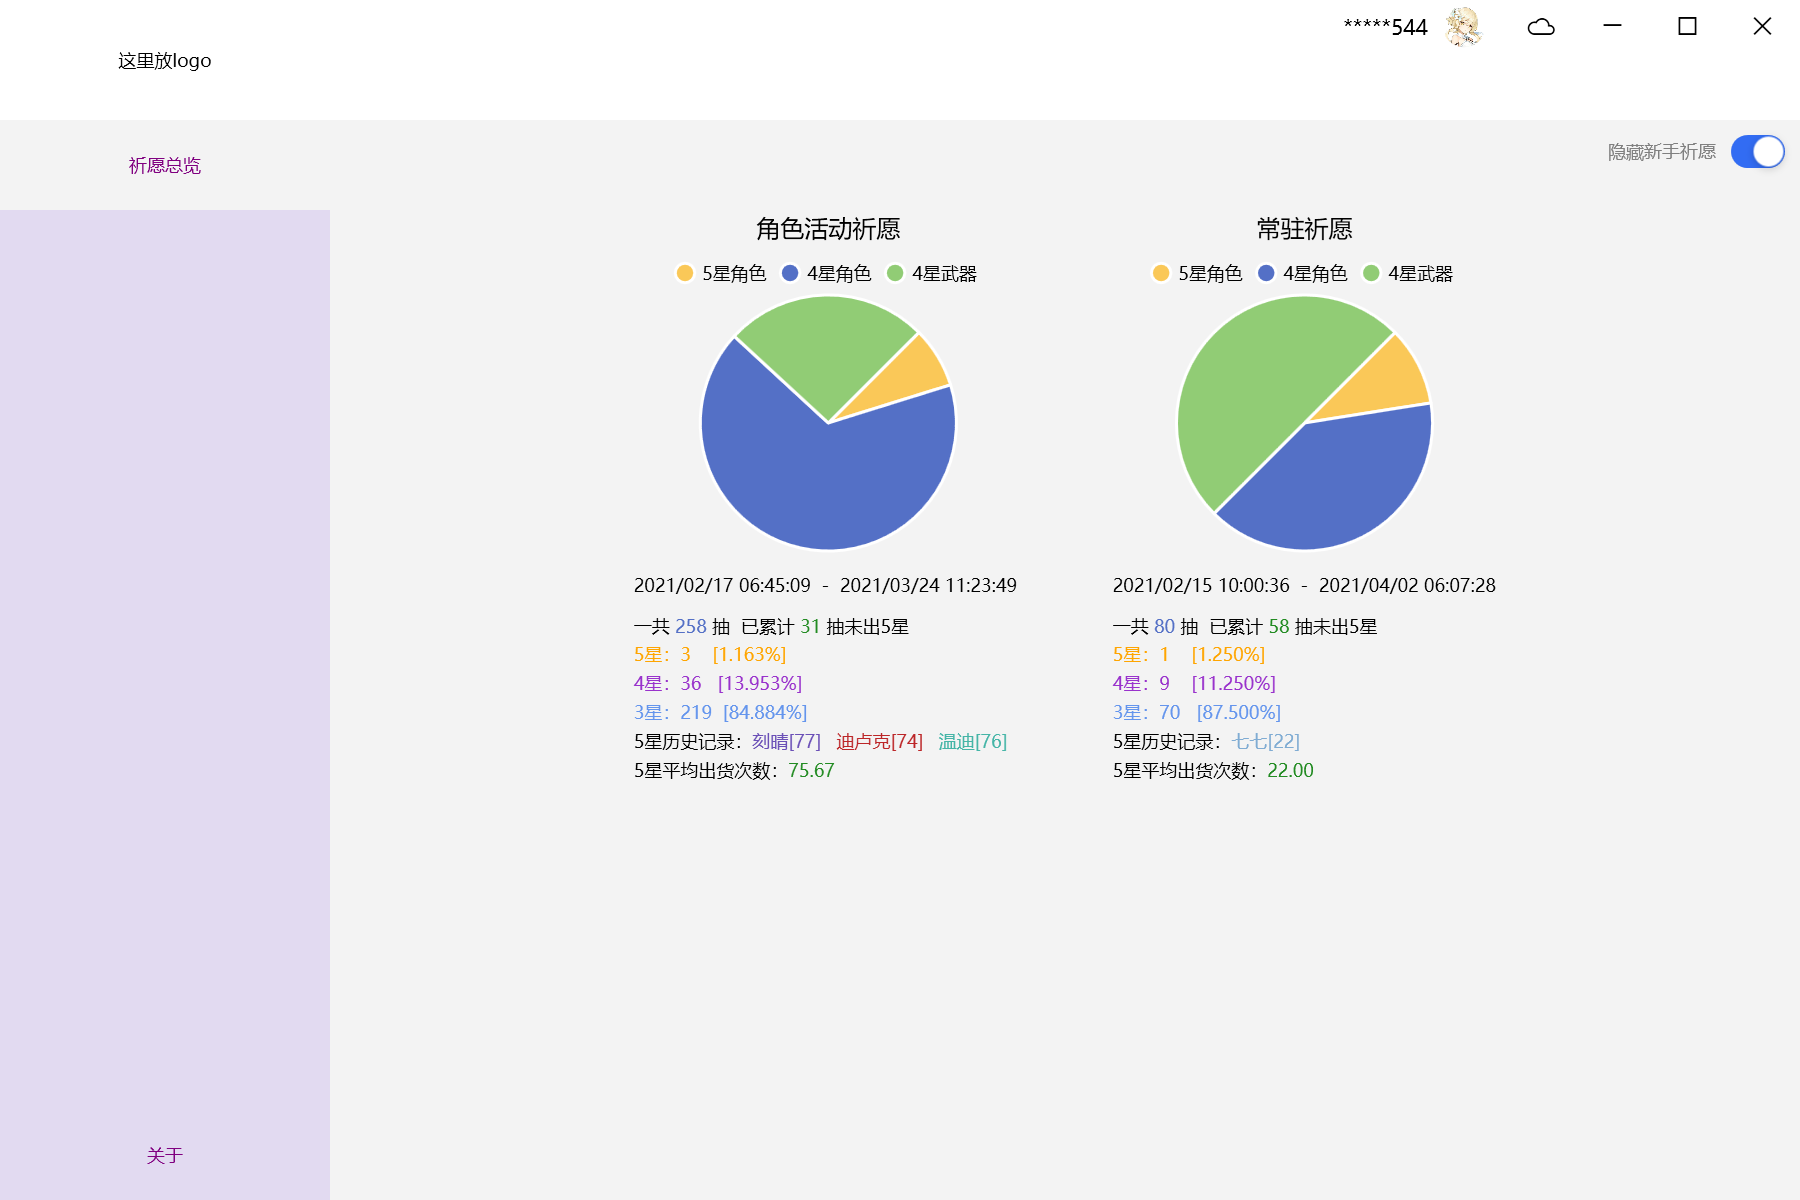 *****544
这里放logo
祈愿总览
隐藏新手祈愿
角色活动祈愿
5星角色 4星角色 4星武器
2021/02/17 06:45:09 - 2021/03/24 11:23:49
一共 258 抽 已累计 31 抽未出5星
5星：3 [1.163%]
4星：36 [13.953%]
3星：219 [84.884%]
5星历史记录：刻晴[77] 迪卢克[74] 温迪[76]
5星平均出货次数：75.67
常驻祈愿
5星角色 4星角色 4星武器
2021/02/15 10:00:36 - 2021/04/02 06:07:28
一共 80 抽 已累计 58 抽未出5星
5星：1 [1.250%]
4星：9 [11.250%]
3星：70 [87.500%]
5星历史记录：七七[22]
5星平均出货次数：22.00
关于